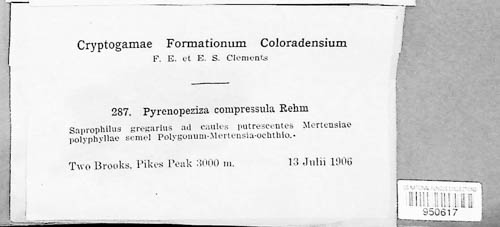 Cryptogamae Formationum Coloradensium
F. E. et E. S. Clements
287. Pyrenopeziza compressula Rehm
Saprophilus gregarius ad caules putrescentes Mertensiae
polyphyllae semel Polygonum-Mertensia-ochthio.
Two Brooks, Pikes Peak 3000 m. 13 Julii 1906
950617